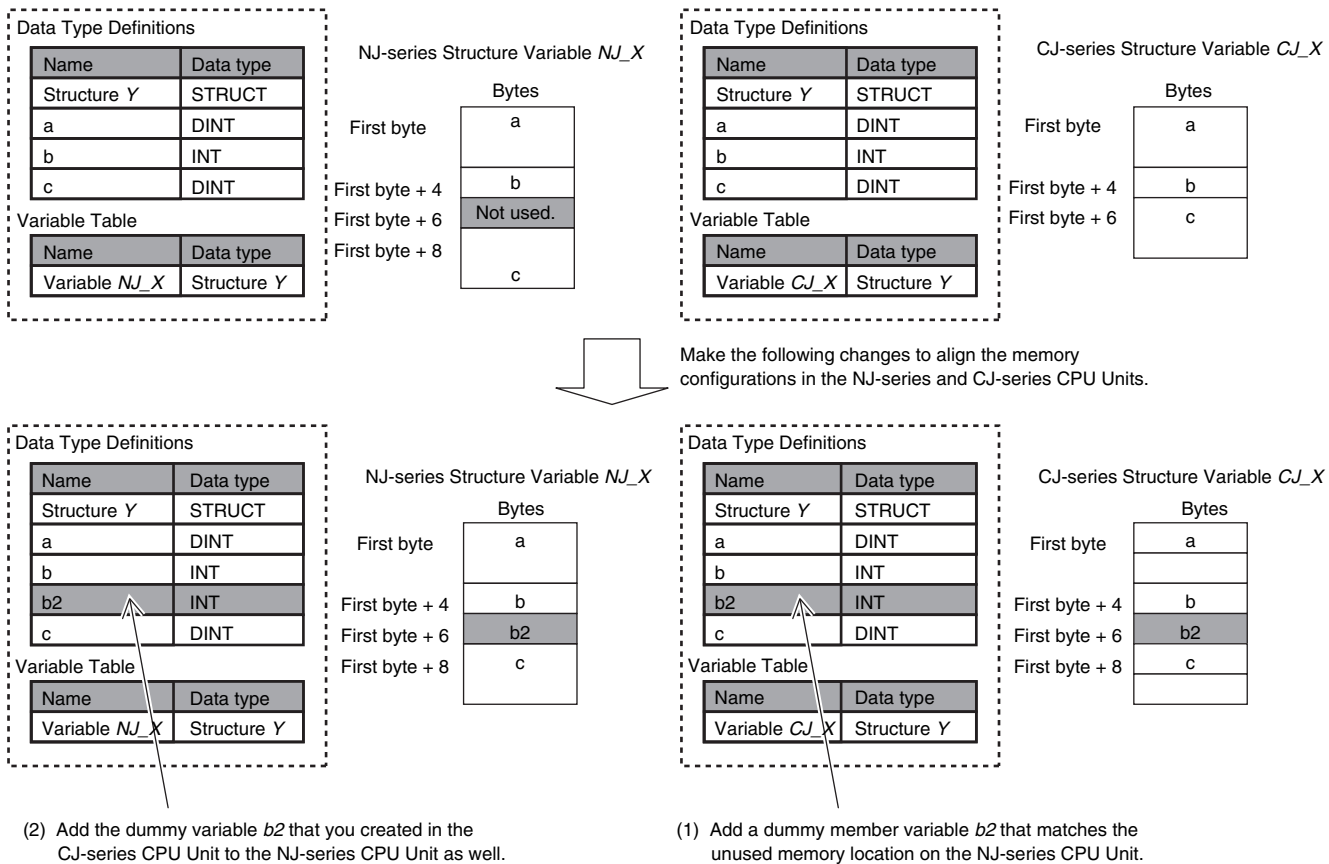 Data Type Definitions
Name Data type
Structure Y STRUCT
a DINT
b INT
c DINT
Variable Table
Name Data type
Variable NJ_X Structure Y
NJ-series Structure Variable NJ_X
Bytes
First byte a
First byte + 4 b
First byte + 6 Not used.
First byte + 8
c
Data Type Definitions
Name Data type
Structure Y STRUCT
a DINT
b INT
c DINT
Variable Table
Name Data type
Variable CJ_X Structure Y
CJ-series Structure Variable CJ_X
Bytes
First byte a
First byte + 4 b
First byte + 6 c
Make the following changes to align the memory
configurations in the NJ-series and CJ-series CPU Units.
Data Type Definitions
Name Data type
Structure Y STRUCT
a DINT
b INT
b2 INT
c DINT
Variable Table
Name Data type
Variable NJ_X Structure Y
NJ-series Structure Variable NJ_X
Bytes
First byte a
First byte + 4 b
First byte + 6 b2
First byte + 8 c
Data Type Definitions
Name Data type
Structure Y STRUCT
a DINT
b INT
b2 INT
c DINT
Variable Table
Name Data type
Variable CJ_X Structure Y
CJ-series Structure Variable CJ_X
Bytes
First byte a
First byte + 4 b
First byte + 6 b2
First byte + 8 c
(2) Add the dummy variable b2 that you created in the
CJ-series CPU Unit to the NJ-series CPU Unit as well.
(1) Add a dummy member variable b2 that matches the
unused memory location on the NJ-series CPU Unit.